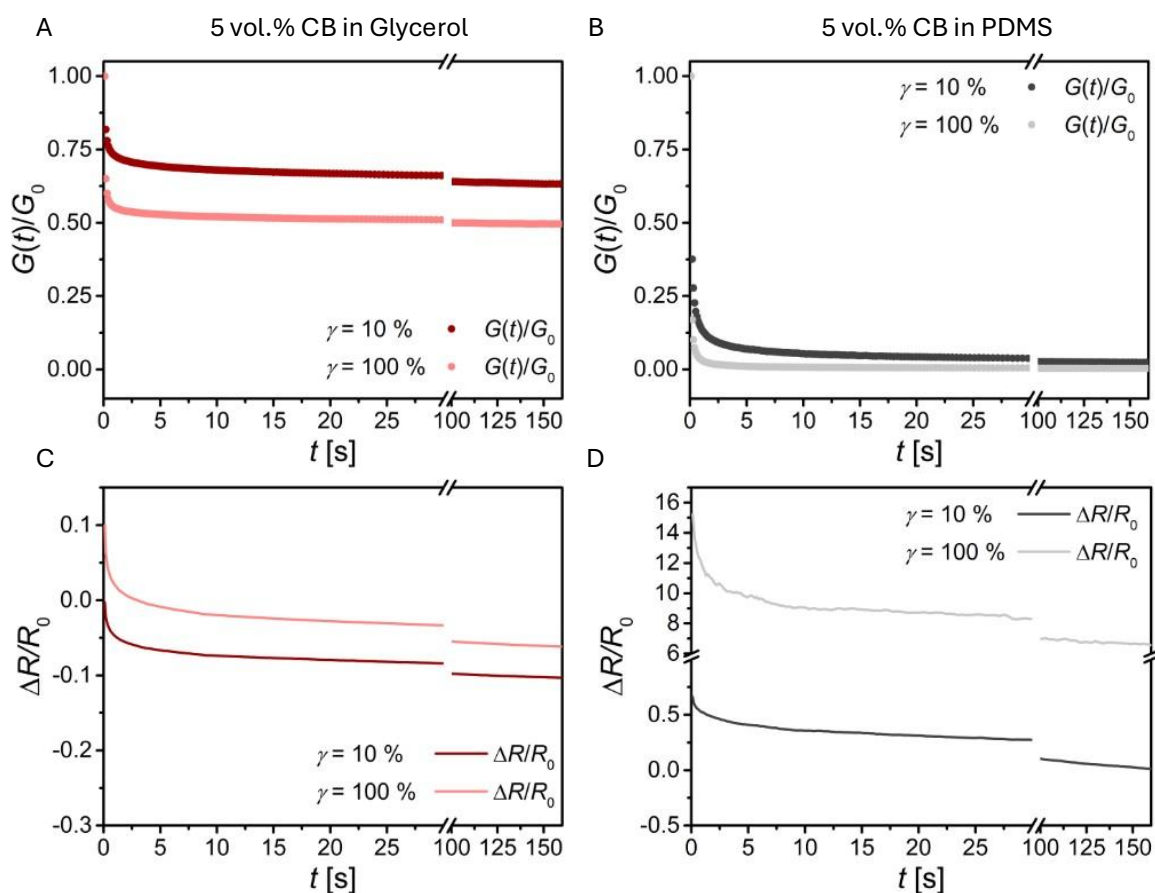 A
5 vol.% CB in Glycerol
B
5 vol.% CB in PDMS
1.00
0.75
0.50
0.25
0.00
G(t)/G0
γ = 10 % G(t)/G0
γ = 100 % G(t)/G0
0 5 10 15 20 25 100 125 150
t [s]
1.00
0.75
0.50
0.25
0.00
G(t)/G0
γ = 10 % G(t)/G0
γ = 100 % G(t)/G0
0 5 10 15 20 25 100 125 150
t [s]
C
D
0.1
0.0
-0.1
-0.2
-0.3
ΔR/R0
γ = 10 % ΔR/R0
γ = 100 % ΔR/R0
0 5 10 15 20 25 100 125 150
t [s]
16
14
12
10
8
6
0.5
0.0
-0.5
ΔR/R0
γ = 10 % ΔR/R0
γ = 100 % ΔR/R0
0 5 10 15 20 25 100 125 150
t [s]